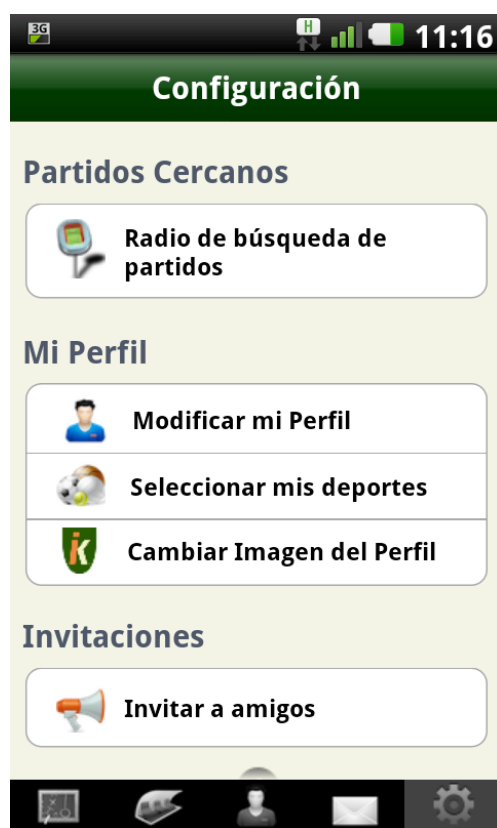 3G
H
11:16
Configuración
Partidos Cercanos
Radio de búsqueda de
partidos
Mi Perfil
Modificar mi Perfil
Seleccionar mis deportes
iK
Cambiar Imagen del Perfil
Invitaciones
Invitar a amigos